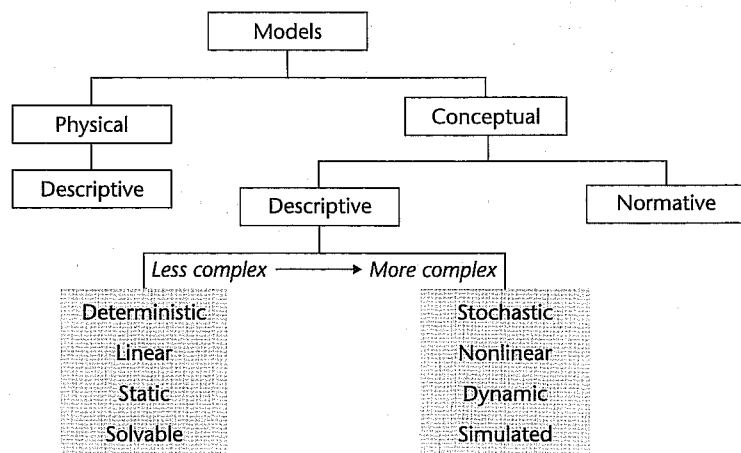 Models
Physical
Conceptual
Descriptive
Descriptive
Normative
Less complex → More complex
Deterministic
Stochastic
Linear
Nonlinear
Static
Dynamic
Solvable
Simulated